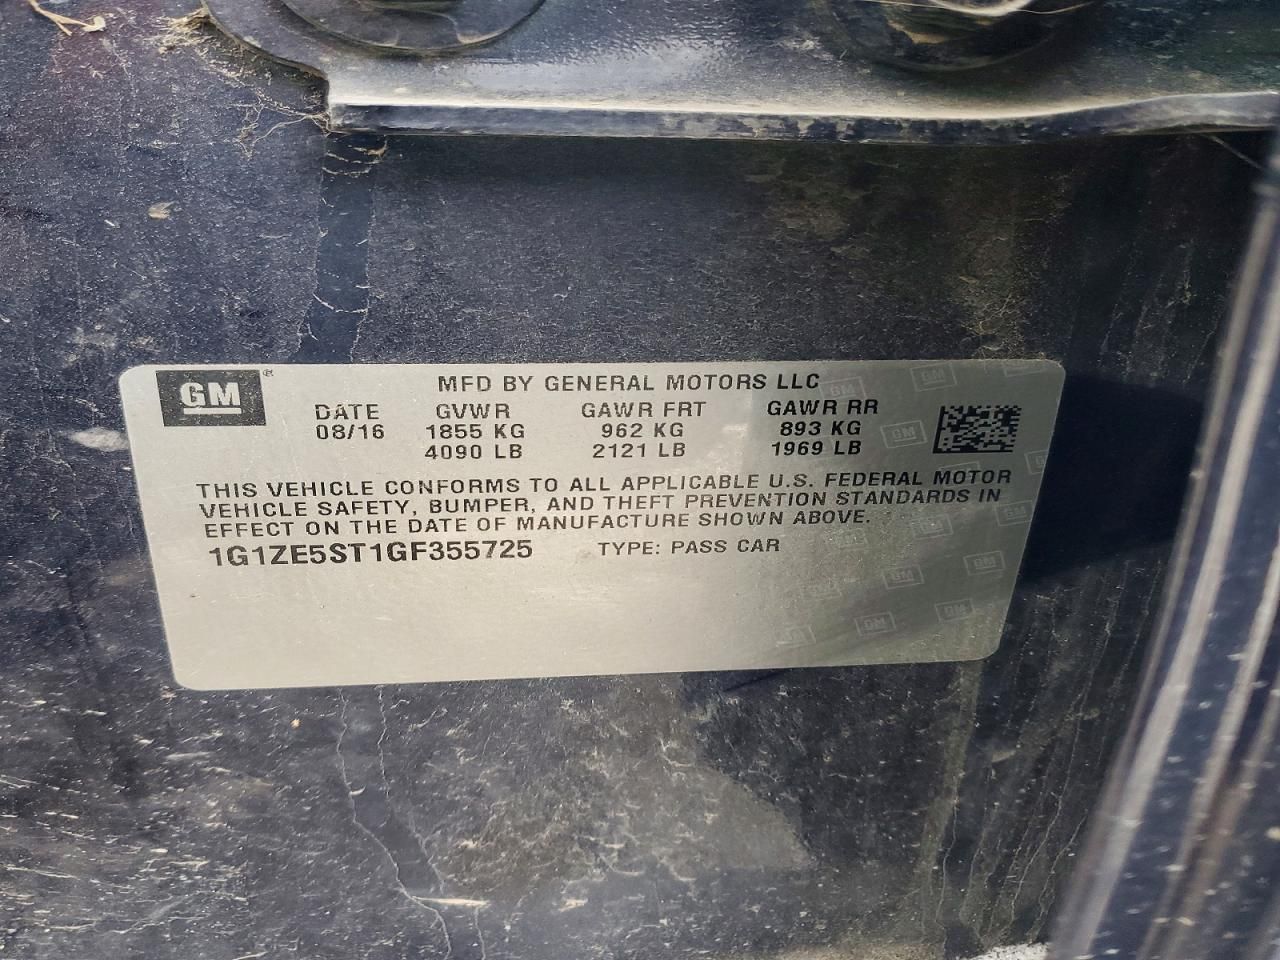 GM®
MFD BY GENERAL MOTORS LLC
DATE GVWR GAWR FRT GAWR RR
08/16 1855 KG 962 KG 893 KG
4090 LB 2121 LB 1969 LB
THIS VEHICLE CONFORMS TO ALL APPLICABLE U.S. FEDERAL MOTOR
VEHICLE SAFETY, BUMPER, AND THEFT PREVENTION STANDARDS IN
EFFECT ON THE DATE OF MANUFACTURE SHOWN ABOVE.
1G1ZE5ST1GF355725 TYPE: PASS CAR